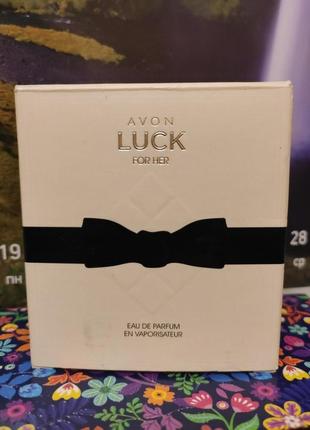 AVON
LUCK
FOR HER
19
ПН
28
ср
EAU DE PARFUM
EN VAPORISATEUR